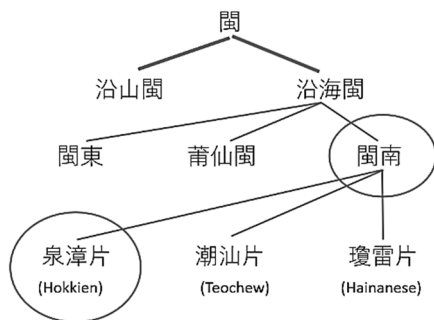 閩
沿山閩 沿海閩
閩東 莆仙閩 閩南
泉漳片 潮汕片 瓊雷片
(Hokkien) (Teochew) (Hainanese)